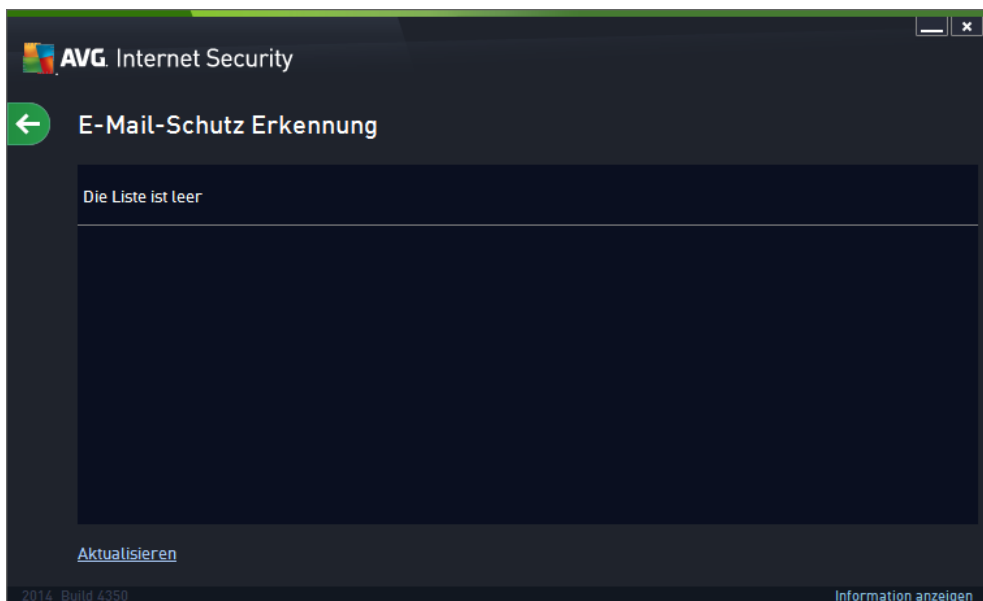 AVG. Internet Security
E-Mail-Schutz Erkennung
Die Liste ist leer
Aktualisieren
2014 Build 4350
Information anzeigen